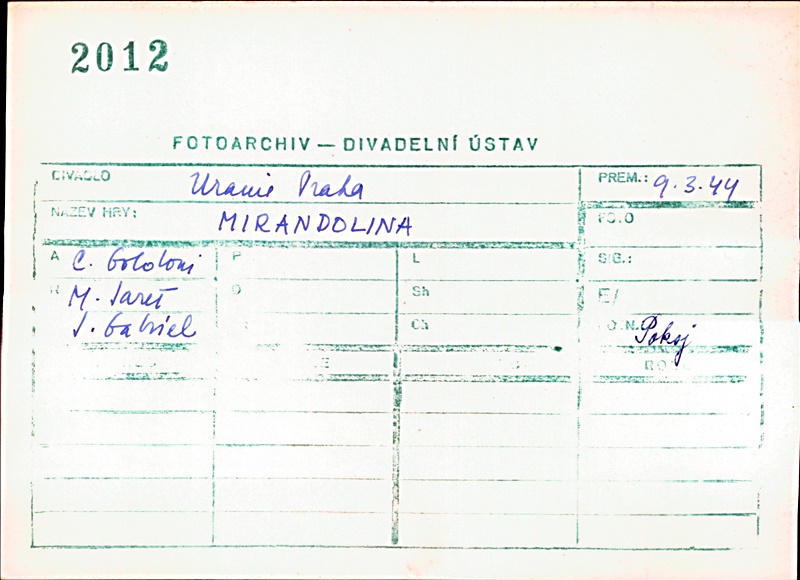 2012
FOTOARCHIV — DIVADELNÍ ÚSTAV
DIVADLO Uranie Praha PREM.: 9.3.44
NÁZEV HRY: MIRANDOLINA FOTO
A C. Goldoni P L SIG.:
R M. Jareš O Sh E/
J. Gabriel Ch Pokoj